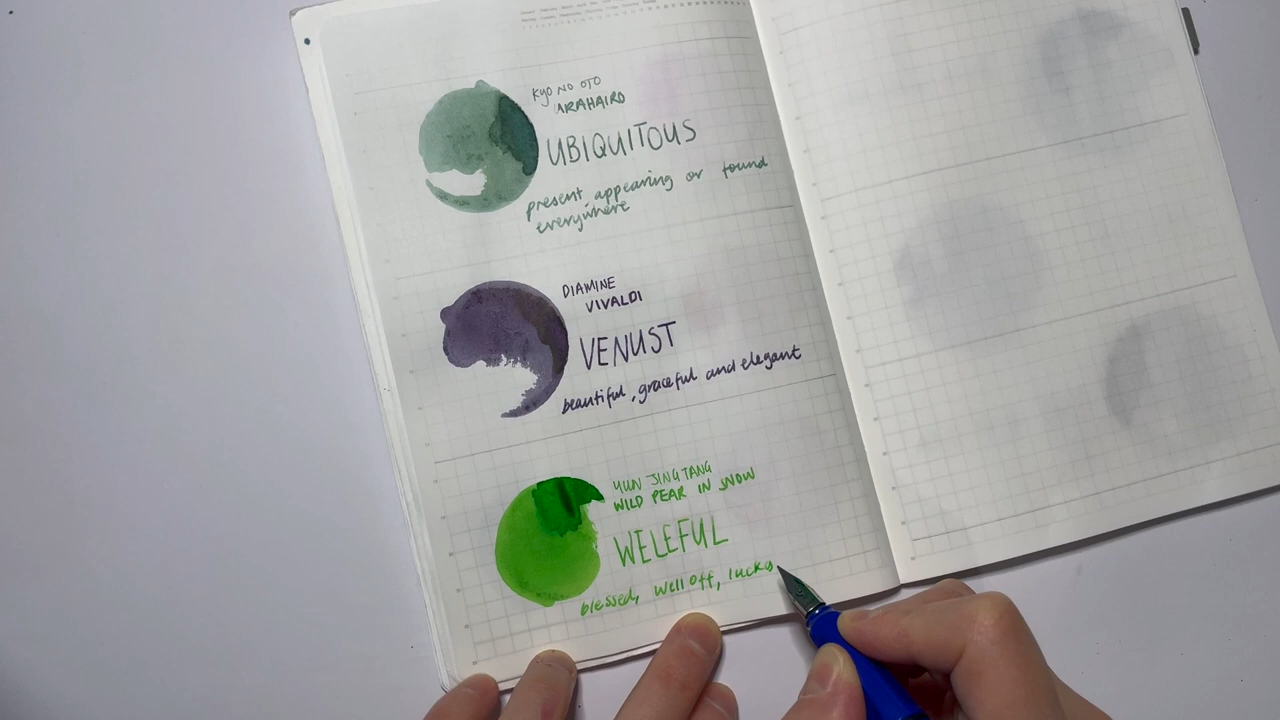 KYO NO OTO
URAHAIRO
UBIQUITOUS
present, appearing or found
everywhere
DIAMINE
VIVALDI
VENUST
beautiful, graceful and elegant
YUN JING TANG
WILD PEAR IN SNOW
WELEFUL
blessed, well off, lucky